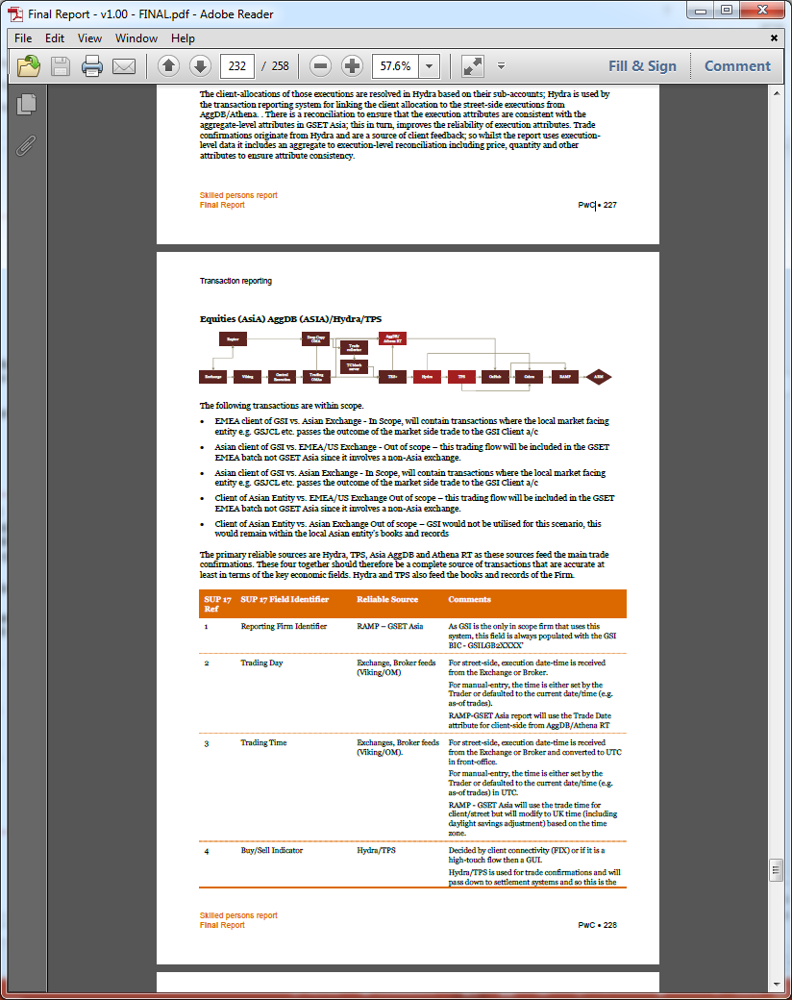 Final Report - v1.00 - FINAL.pdf - Adobe Reader
File Edit View Window Help
232 / 258 57.6% Fill & Sign Comment
The client-allocations of those executions are resolved in Hydra based on their sub-accounts; Hydra is used by
the transaction reporting system for linking the client allocation to the street-side executions from
AggDB/Athena. . There is a reconciliation to ensure that the execution attributes are consistent with the
aggregate-level attributes in GSET Asia; this in turn, improves the reliability of execution attributes. Trade
confirmations originate from Hydra and are a source of client feedback; so whilst the report uses execution-
level data it includes an aggregate to execution-level reconciliation including price, quantity and other
attributes to ensure attribute consistency.
Skilled persons report
Final Report
PwC • 227
Transaction reporting
Equities (AsiA) AggDB (ASIA)/Hydra/TPS
Raptor
Drop Copy
OMA
Trade
collector
AggDB/
Athena RT
server
Exchange
Viking
Central
Execution
Trading
OMAs
Hydra
TPS
OnHub
Cobra
RAMP
ARM
The following transactions are within scope.
• EMEA client of GSI vs. Asian Exchange - In Scope, will contain transactions where the local market facing
entity e.g. GSJCL etc. passes the outcome of the market side trade to the GSI Client a/c
• Asian client of GSI vs. EMEA/US Exchange - Out of scope – this trading flow will be included in the GSET
EMEA batch not GSET Asia since it involves a non-Asia exchange.
• Asian client of GSI vs. Asian Exchange - In Scope, will contain transactions where the local market facing
entity e.g. GSJCL etc. passes the outcome of the market side trade to the GSI Client a/c
• Client of Asian Entity vs. EMEA/US Exchange Out of scope – this trading flow will be included in the GSET
EMEA batch not GSET Asia since it involves a non-Asia exchange.
• Client of Asian Entity vs. Asian Exchange Out of scope – GSI would not be utilised for this scenario, this
would remain within the local Asian entity's books and records
The primary reliable sources are Hydra, TPS, Asia AggDB and Athena RT as these sources feed the main trade
confirmations. These four together should therefore be a complete source of transactions that are accurate at
least in terms of the key economic fields. Hydra and TPS also feed the books and records of the Firm.
SUP 17 SUP 17 Field Identifier Reliable Source Comments
Ref
1 Reporting Firm Identifier RAMP – GSET Asia As GSI is the only in scope firm that uses this
system, this field is always populated with the GSI
BIC - GSILGB2XXXX'
2 Trading Day Exchange, Broker feeds For street-side, execution date-time is received
(Viking/OM) from the Exchange or Broker.
For manual-entry, the time is either set by the
Trader or defaulted to the current date/time (e.g.
as-of trades).
RAMP-GSET Asia report will use the Trade Date
attribute for client-side from AggDB/Athena RT
3 Trading Time Exchanges, Broker feeds For street-side, execution date-time is received
(Viking/OM). from the Exchange or Broker and converted to UTC
in front-office.
For manual-entry, the time is either set by the
Trader or defaulted to the current date/time (e.g.
as-of trades) in UTC.
RAMP - GSET Asia will use the trade time for
client/street but will modify to UK time (including
daylight savings adjustment) based on the time
zone.
4 Buy/Sell Indicator Hydra/TPS Decided by client connectivity (FIX) or if it is a
high-touch flow then a GUI.
Hydra/TPS is used for trade confirmations and will
pass down to settlement systems and so this is the
Skilled persons report
Final Report
PwC • 228